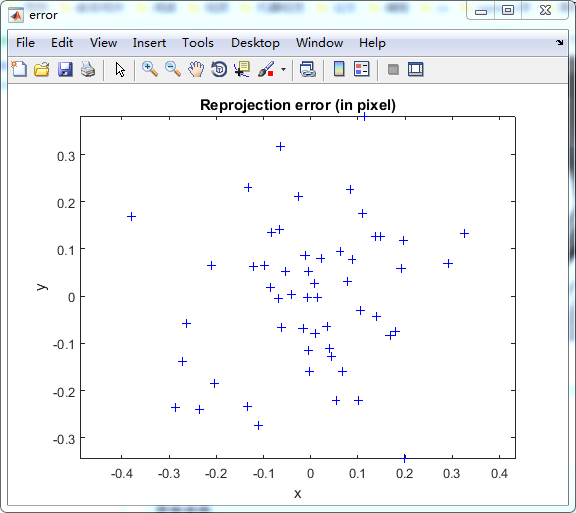 error
File Edit View Insert Tools Desktop Window Help
Reprojection error (in pixel)
0.3
0.2
0.1
0
-0.1
-0.2
-0.3
y
-0.4 -0.3 -0.2 -0.1 0 0.1 0.2 0.3 0.4
x